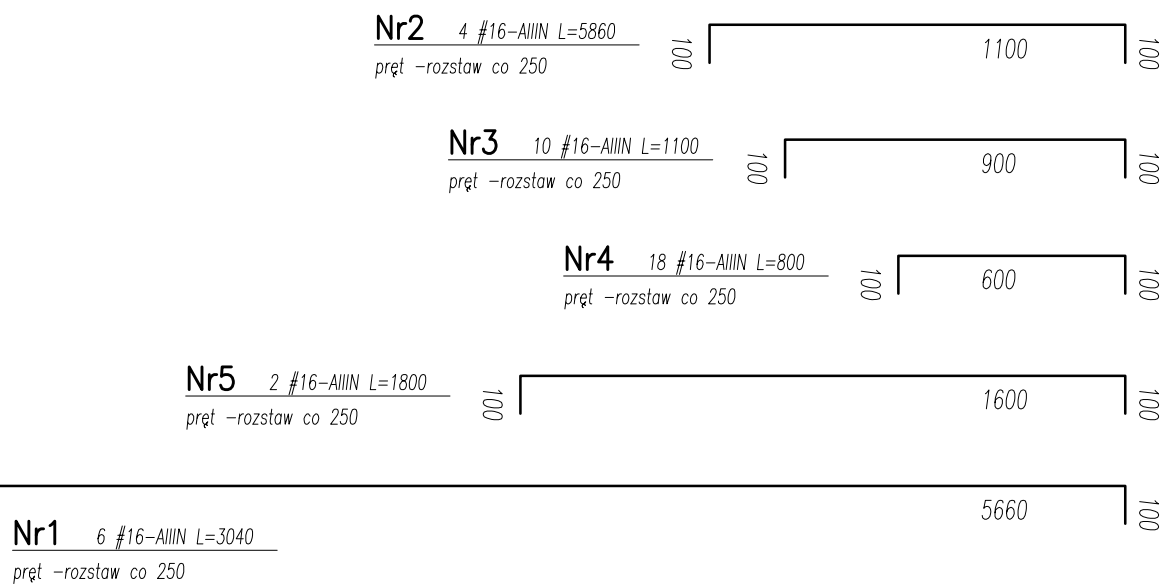 Nr2 4 #16-AIIIN L=5860
pręt -rozstaw co 250
100
1100
100
Nr3 10 #16-AIIIN L=1100
pręt -rozstaw co 250
100
900
100
Nr4 18 #16-AIIIN L=800
pręt -rozstaw co 250
100
600
100
Nr5 2 #16-AIIIN L=1800
pręt -rozstaw co 250
100
1600
100
5660
100
Nr1 6 #16-AIIIN L=3040
pręt -rozstaw co 250